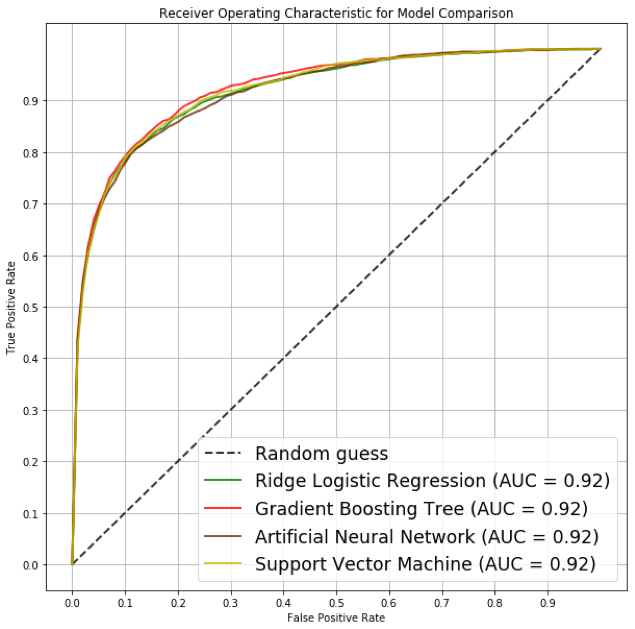 Receiver Operating Characteristic for Model Comparison
True Positive Rate
0.9
0.8
0.7
0.6
0.5
0.4
0.3
0.2
0.1
0.0
Random guess
Ridge Logistic Regression (AUC = 0.92)
Gradient Boosting Tree (AUC = 0.92)
Artificial Neural Network (AUC = 0.92)
Support Vector Machine (AUC = 0.92)
0.0 0.1 0.2 0.3 0.4 0.5 0.6 0.7 0.8 0.9
False Positive Rate